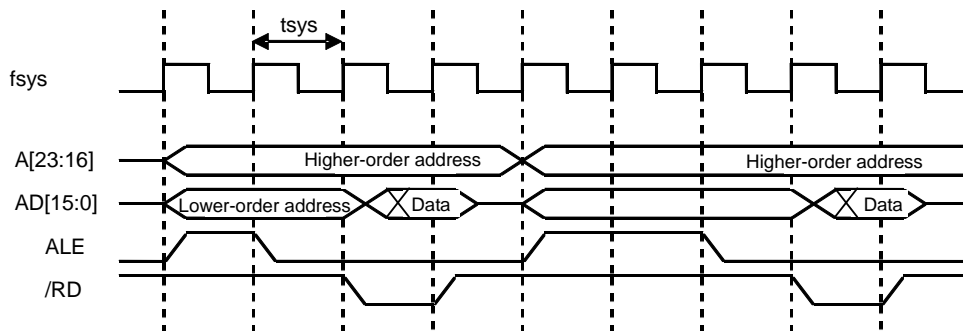 tsys
fsys
A[23:16]
Higher-order address
Higher-order address
AD[15:0]
Lower-order address
Data
Data
ALE
/RD